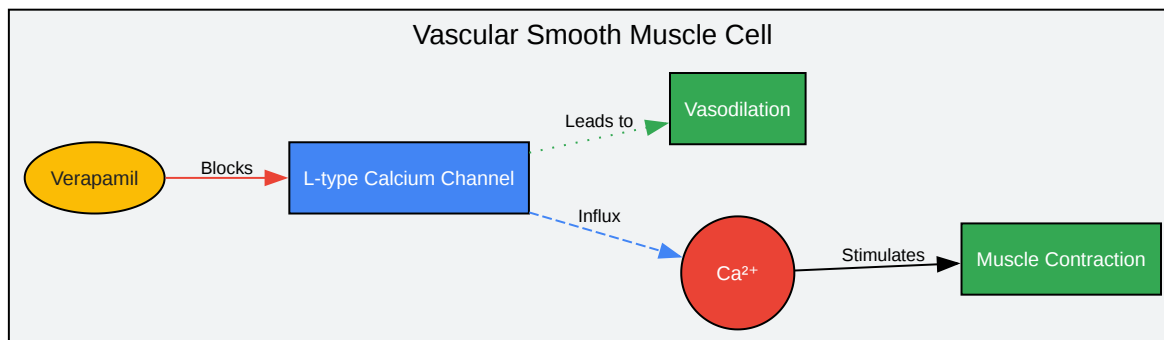 Vascular Smooth Muscle Cell
Verapamil
Blocks
L-type Calcium Channel
Leads to
Vasodilation
Influx
Ca²⁺
Stimulates
Muscle Contraction